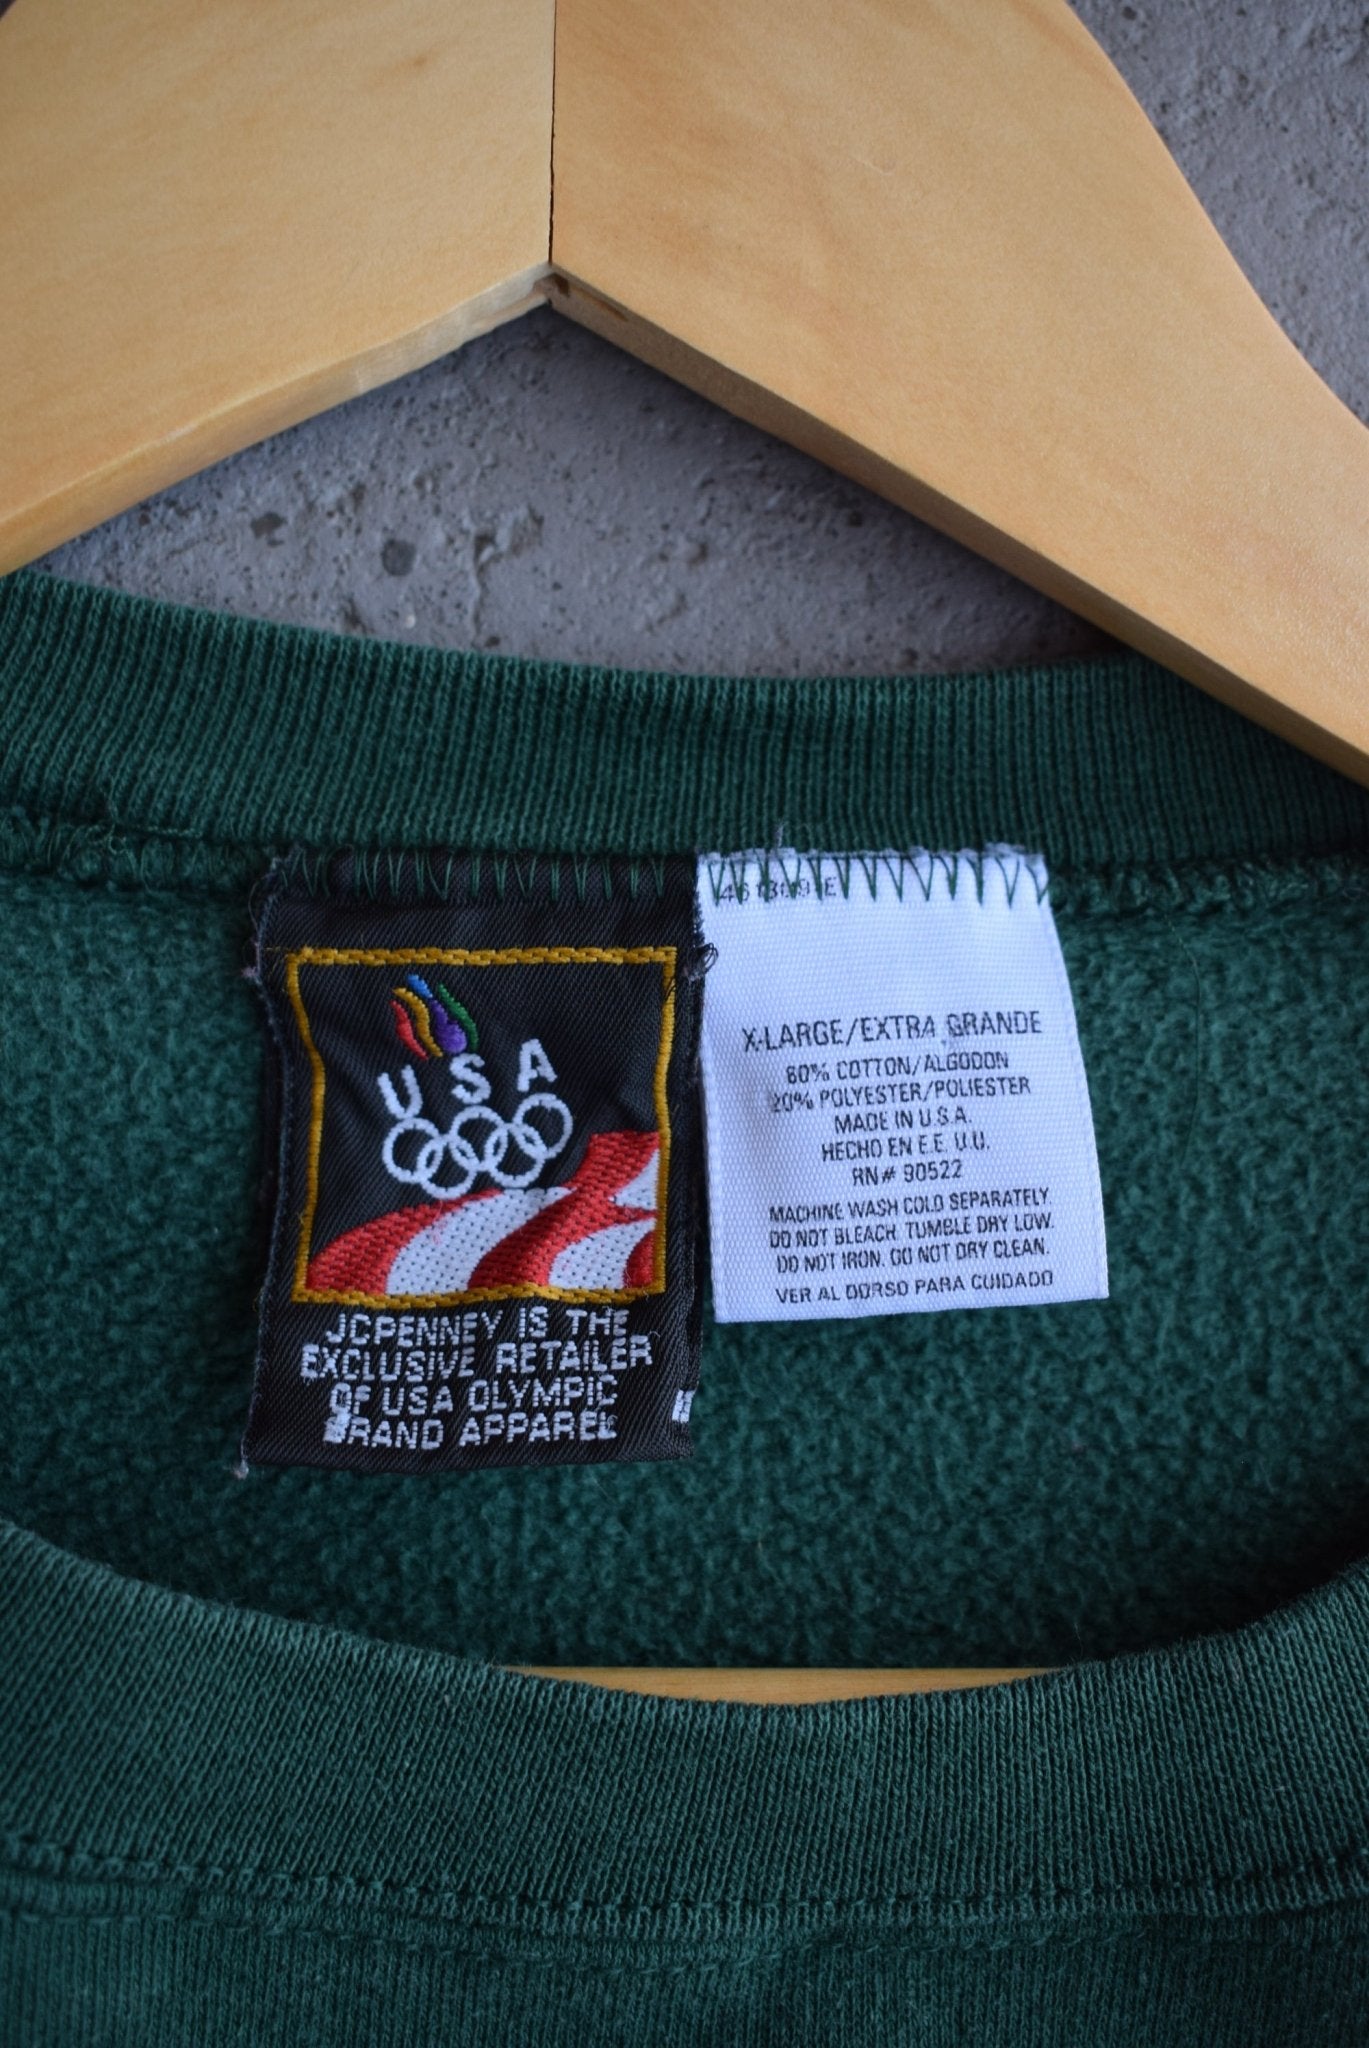 USA
JCPENNEY IS THE
EXCLUSIVE RETAILER
OF USA OLYMPIC
BRAND APPAREL
X-LARGE/EXTRA GRANDE
80% COTTON/ALGODON
20% POLYESTER/POLIESTER
MADE IN U.S.A.
HECHO EN E.E. U.U.
RN# 90522
MACHINE WASH COLD SEPARATELY.
DO NOT BLEACH. TUMBLE DRY LOW.
DO NOT IRON. DO NOT DRY CLEAN.
VER AL DORSO PARA CUIDADO